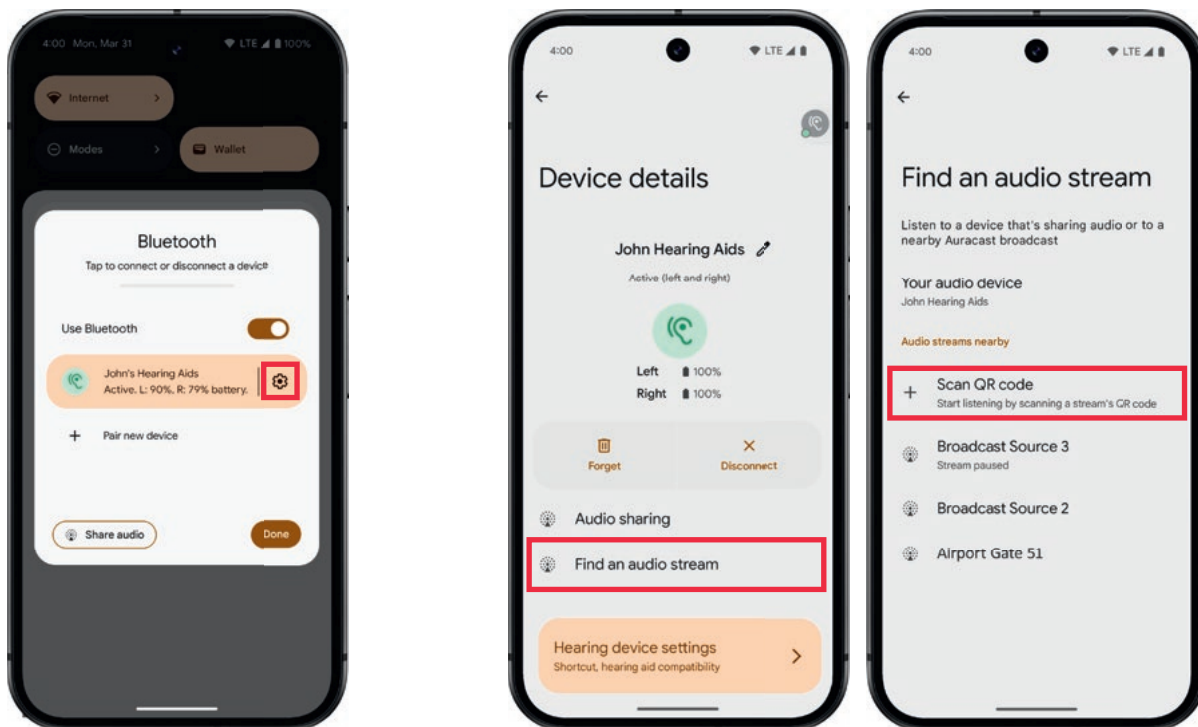 4:00 Mon, Mar 31 LTE 100%
Internet
Modes
Wallet
Bluetooth
Tap to connect or disconnect a device
Use Bluetooth
John's Hearing Aids
Active. L: 90%. R: 79% battery.
Pair new device
Share audio
Done
4:00 LTE
Device details
John Hearing Aids
Active (left and right)
Left 100%
Right 100%
Forget
Disconnect
Audio sharing
Find an audio stream
Hearing device settings
Shortcut, hearing aid compatibility
4:00 LTE
Find an audio stream
Listen to a device that's sharing audio or to a
nearby Auracast broadcast
Your audio device
John Hearing Aids
Audio streams nearby
Scan QR code
Start listening by scanning a stream's QR code
Broadcast Source 3
Stream paused
Broadcast Source 2
Airport Gate 51